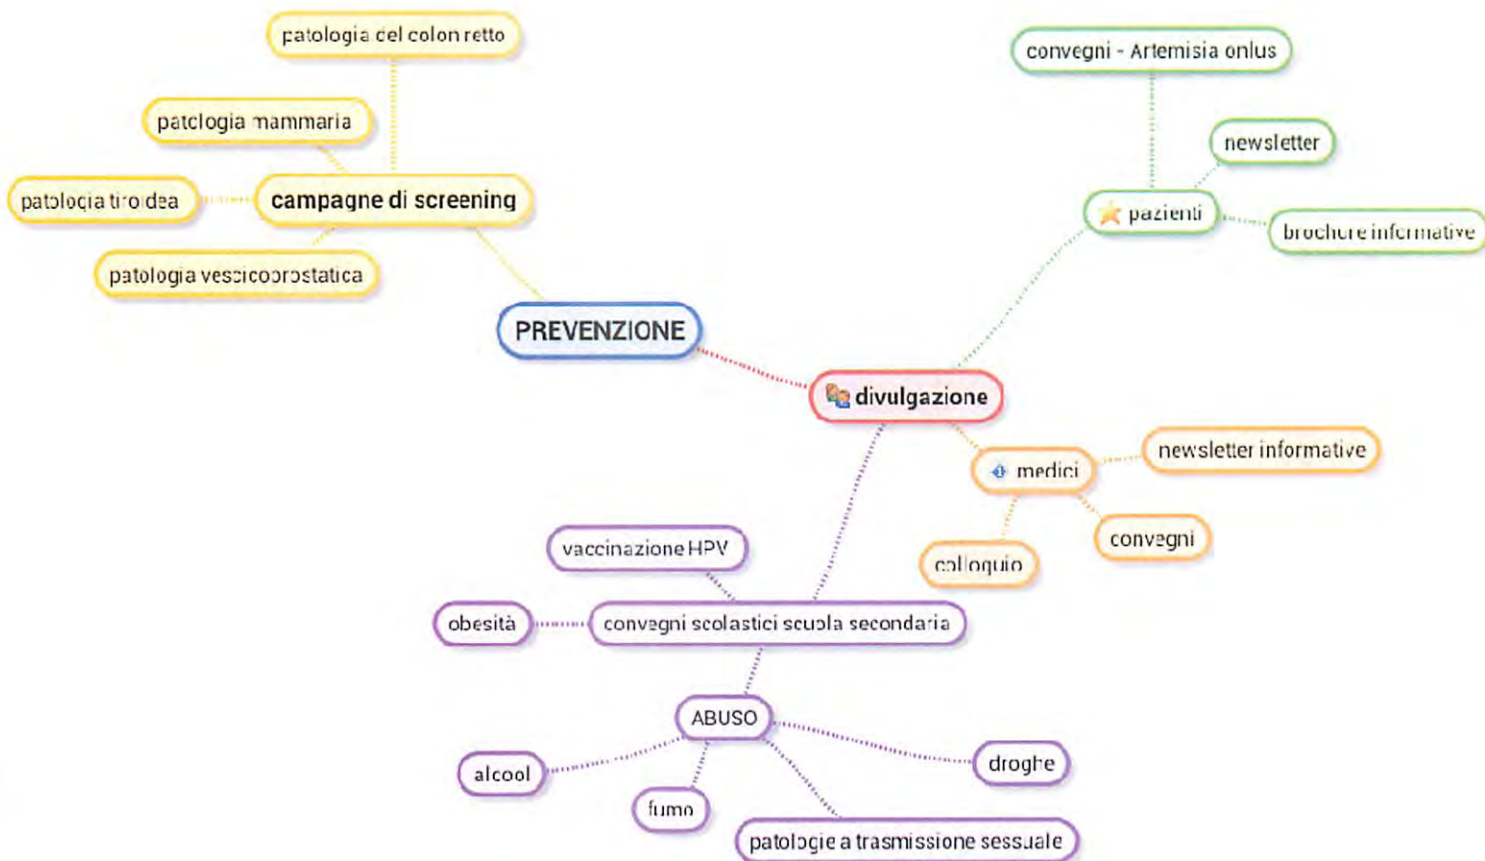 patologia del colon retto
patologia mammaria
patologia tiroidea
campagne di screening
patologia vescicoprostatica
PREVENZIONE
convegni - Artemisia onlus
newsletter
pazienti
brochure informative
divulgazione
newsletter informative
medici
convegni
colloquio
vaccinazione HPV
obesità
convegni scolastici scuola secondaria
ABUSO
alcool
fumo
droghe
patologie a trasmissione sessuale